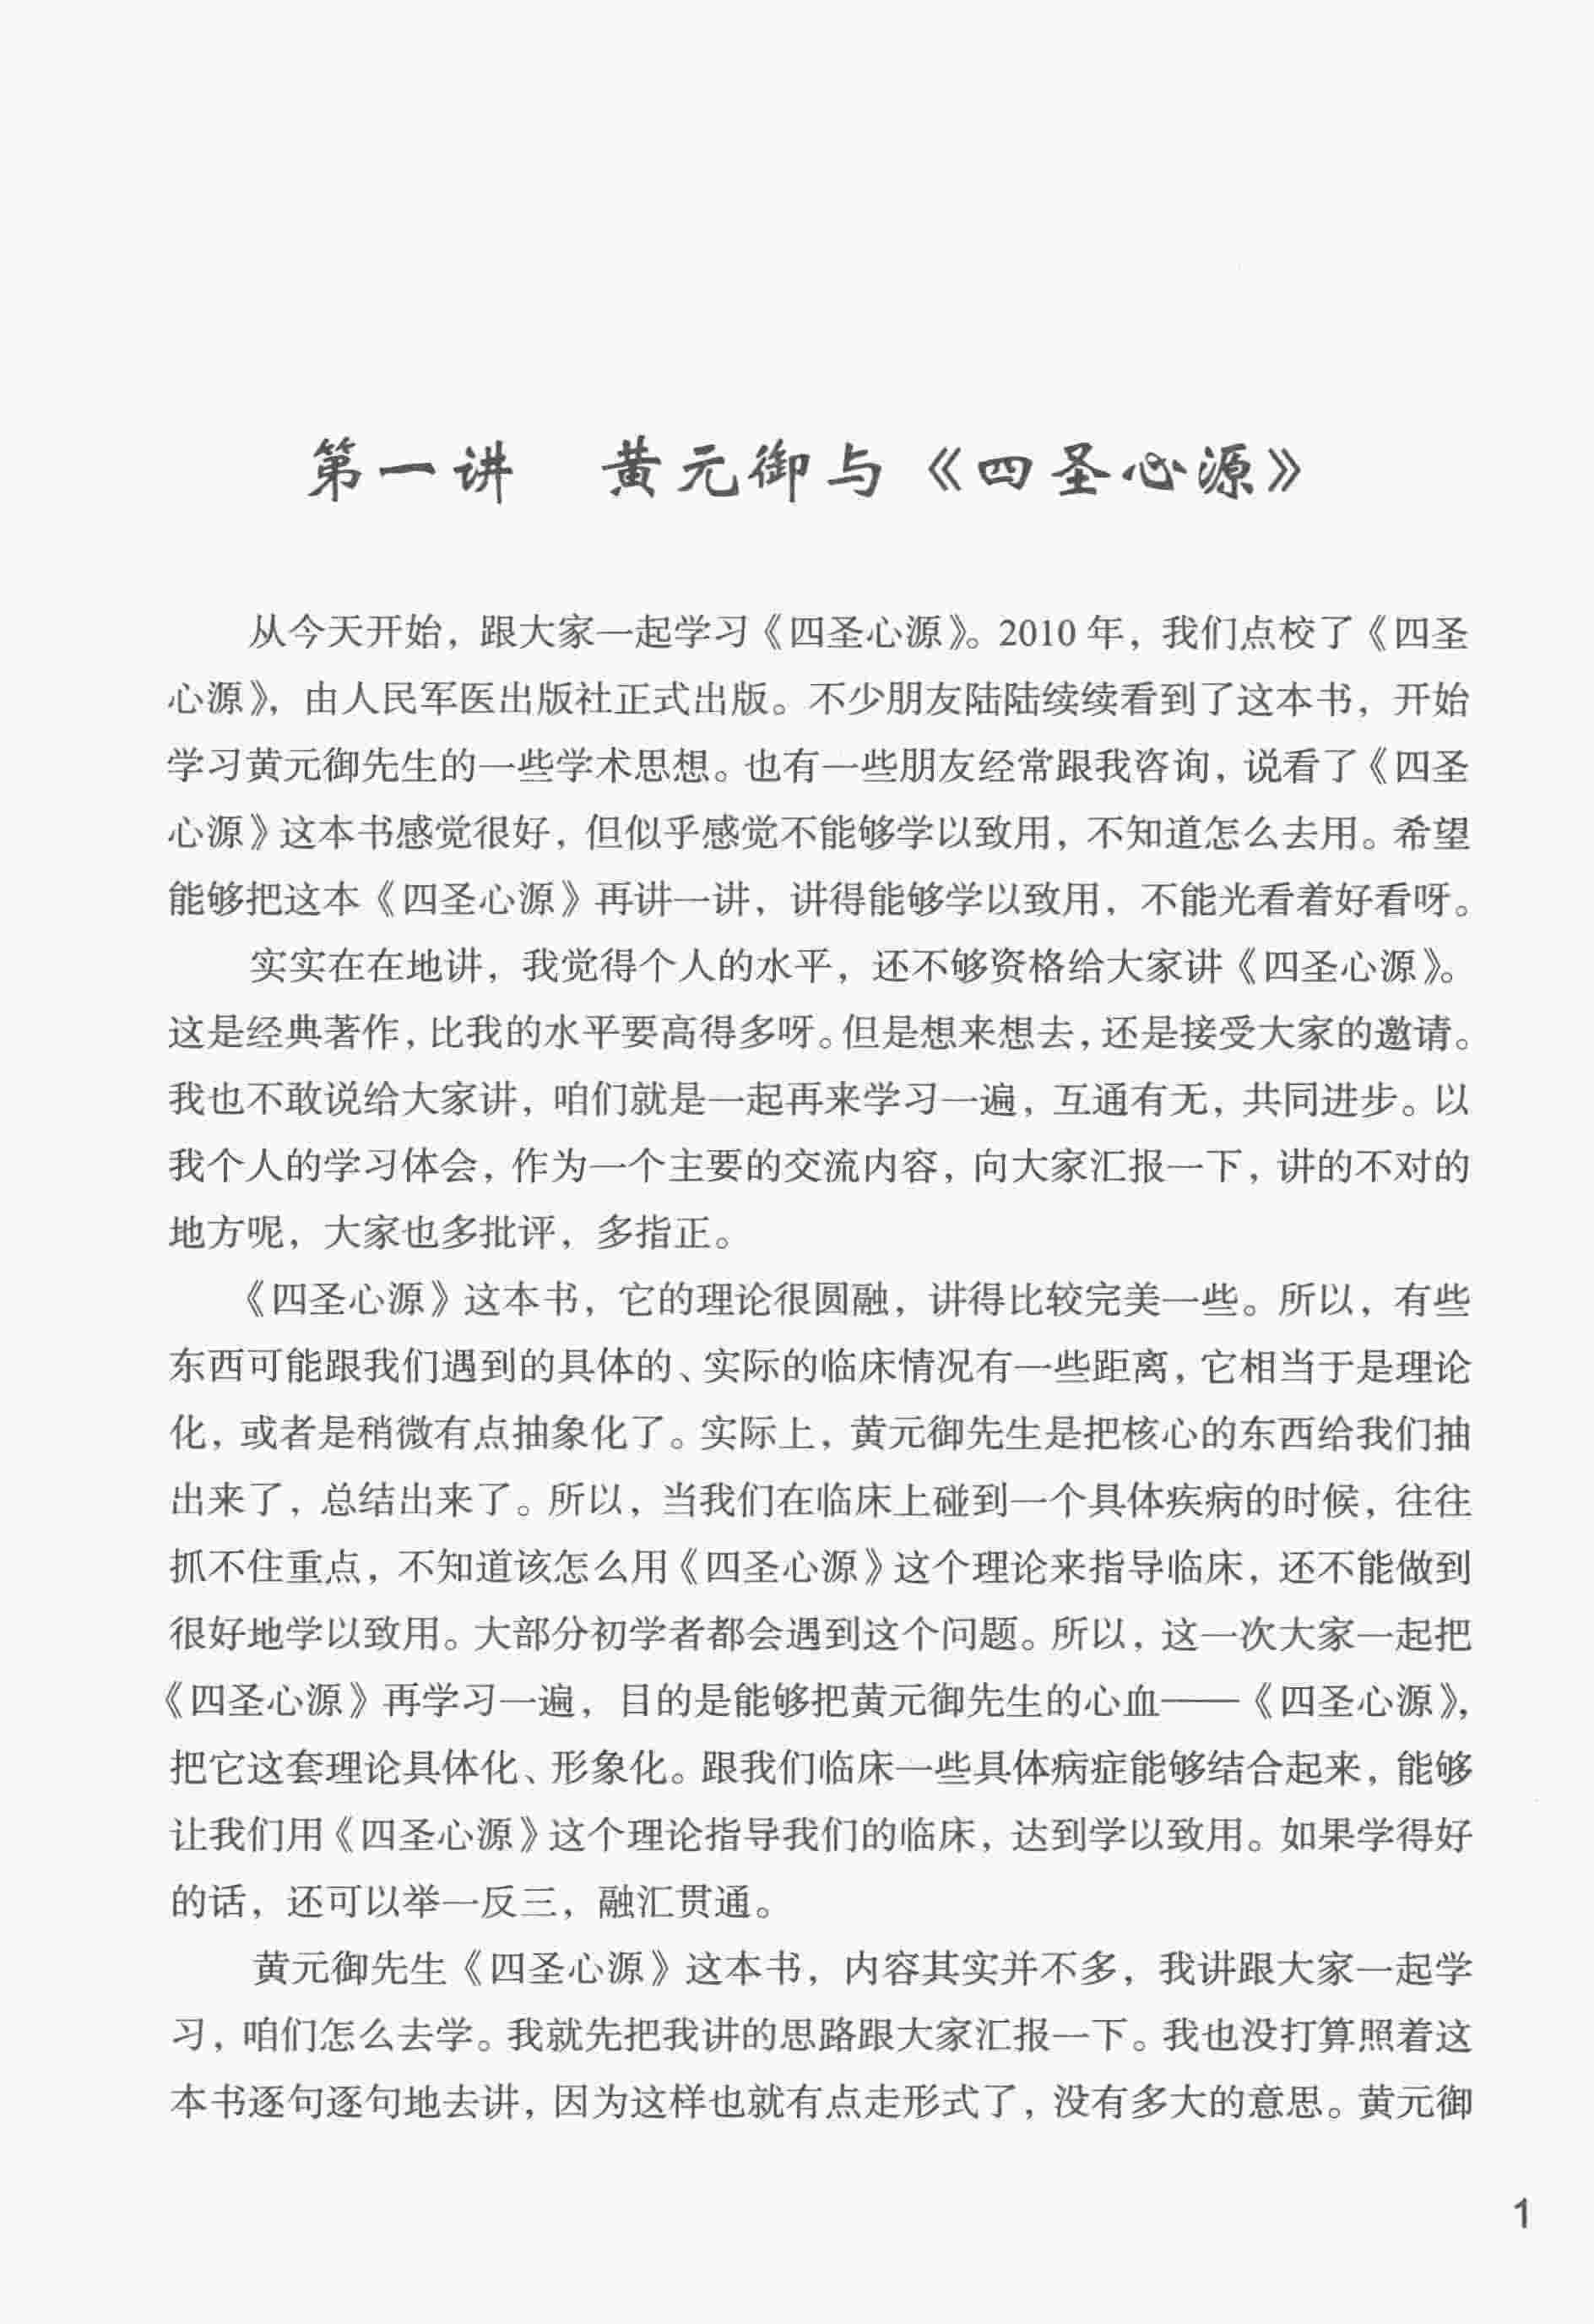 第一讲　黄元御与《四圣心源》
从今天开始，跟大家一起学习《四圣心源》。2010 年，我们点校了《四圣
心源》，由人民军医出版社正式出版。不少朋友陆陆续续看到了这本书，开始
学习黄元御先生的一些学术思想。也有一些朋友经常跟我咨询，说看了《四圣
心源》这本书感觉很好，但似乎感觉不能够学以致用，不知道怎么去用。希望
能够把这本《四圣心源》再讲一讲，讲得能够学以致用，不能光看着好看呀。
实实在在地讲，我觉得个人的水平，还不够资格给大家讲《四圣心源》。
这是经典著作，比我的水平要高得多呀。但是想来想去，还是接受大家的邀请。
我也不敢说给大家讲，咱们就是一起再来学习一遍，互通有无，共同进步。以
我个人的学习体会，作为一个主要的交流内容，向大家汇报一下，讲的不对的
地方呢，大家也多批评，多指正。
《四圣心源》这本书，它的理论很圆融，讲得比较完美一些。所以，有些
东西可能跟我们遇到的具体的、实际的临床情况有一些距离，它相当于是理论
化，或者是稍微有点抽象化了。实际上，黄元御先生是把核心的东西给我们抽
出来了，总结出来了。所以，当我们在临床上碰到一个具体疾病的时候，往往
抓不住重点，不知道该怎么用《四圣心源》这个理论来指导临床，还不能做到
很好地学以致用。大部分初学者都会遇到这个问题。所以，这一次大家一起把
《四圣心源》再学习一遍，目的是能够把黄元御先生的心血——《四圣心源》，
把它这套理论具体化、形象化。跟我们临床一些具体病症能够结合起来，能够
让我们用《四圣心源》这个理论指导我们的临床，达到学以致用。如果学得好
的话，还可以举一反三，融汇贯通。
黄元御先生《四圣心源》这本书，内容其实并不多，我讲跟大家一起学
习，咱们怎么去学。我就先把我讲的思路跟大家汇报一下。我也没打算照着这
本书逐句逐句地去讲，因为这样也就有点走形式了，没有多大的意思。黄元御
1